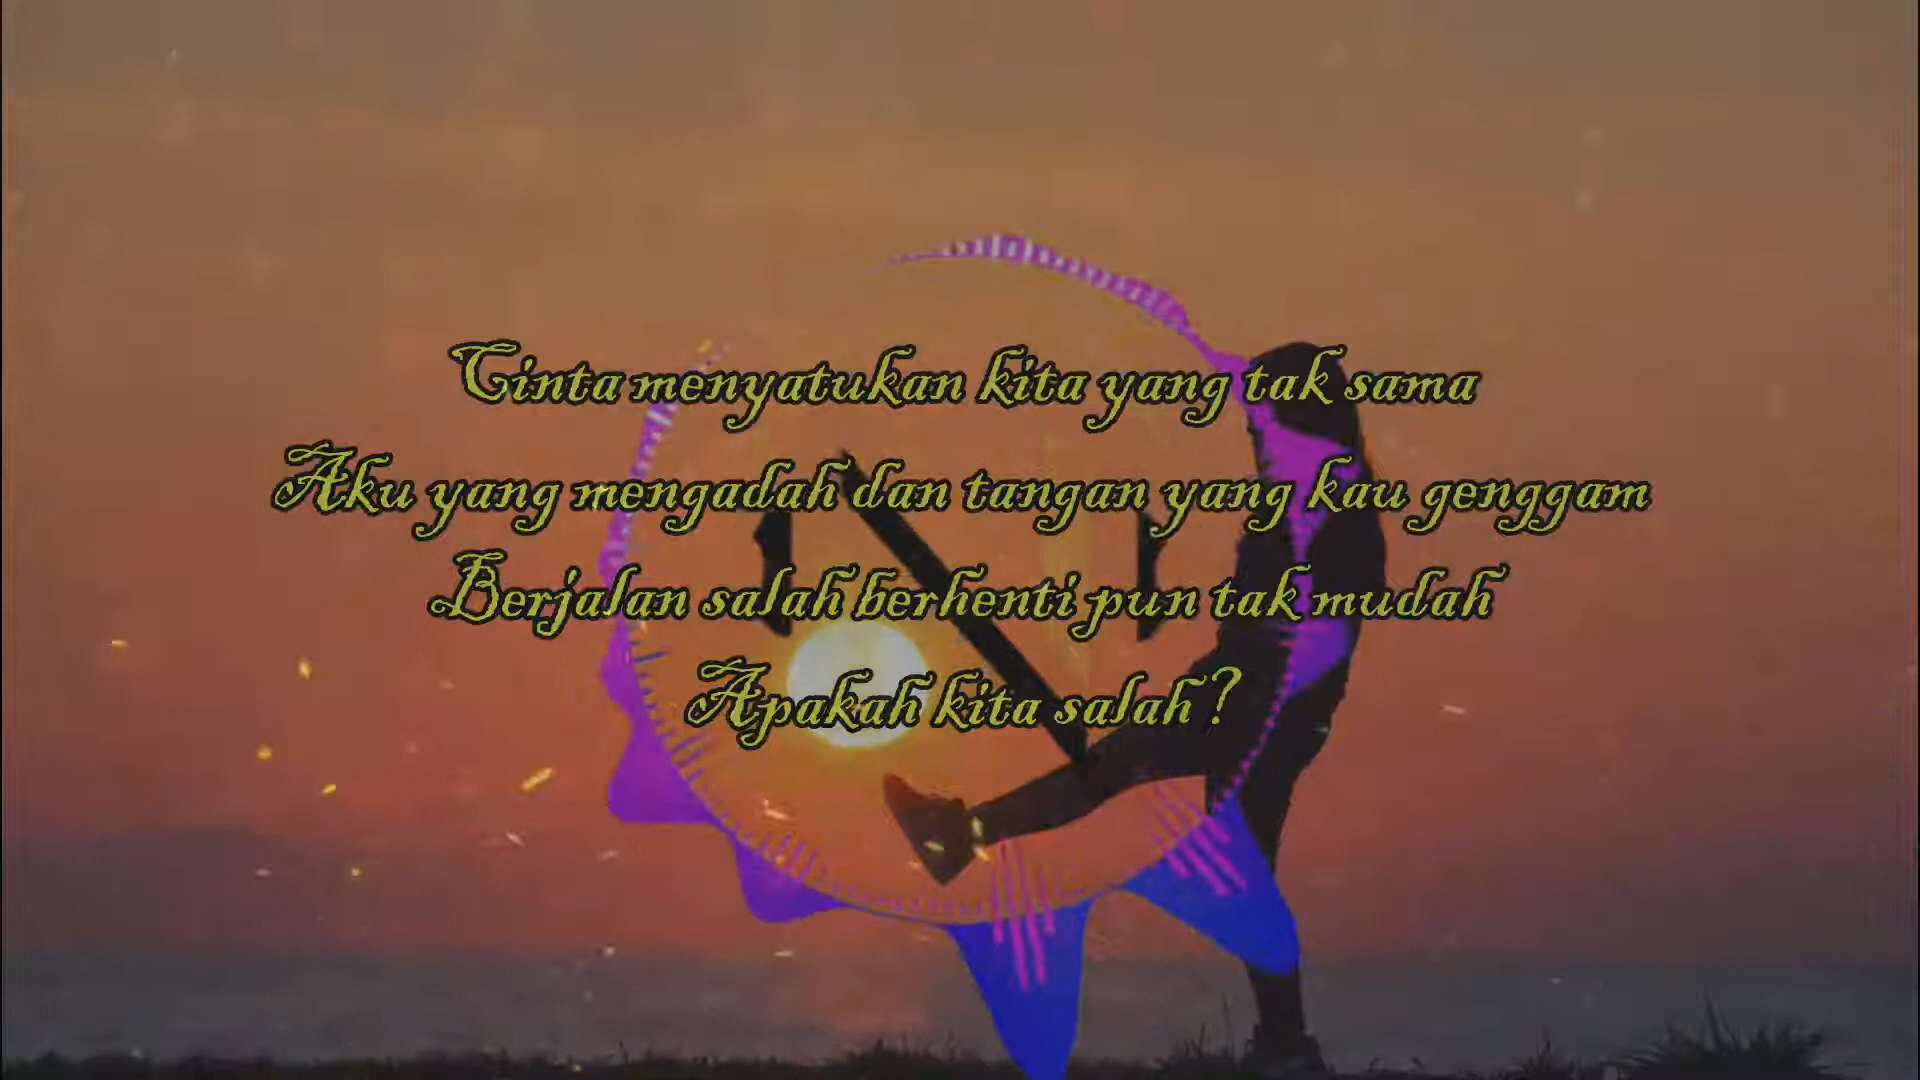 Cinta menyatukan kita yang tak sama
Aku yang mengadah dan tangan yang kau genggam
Berjalan salah berhenti pun tak mudah
Apakah kita salah?